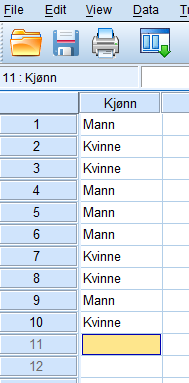 File Edit View Data
11 : Kjønn
Kjønn
1 Mann
2 Kvinne
3 Kvinne
4 Mann
5 Mann
6 Mann
7 Kvinne
8 Kvinne
9 Mann
10 Kvinne
11
12